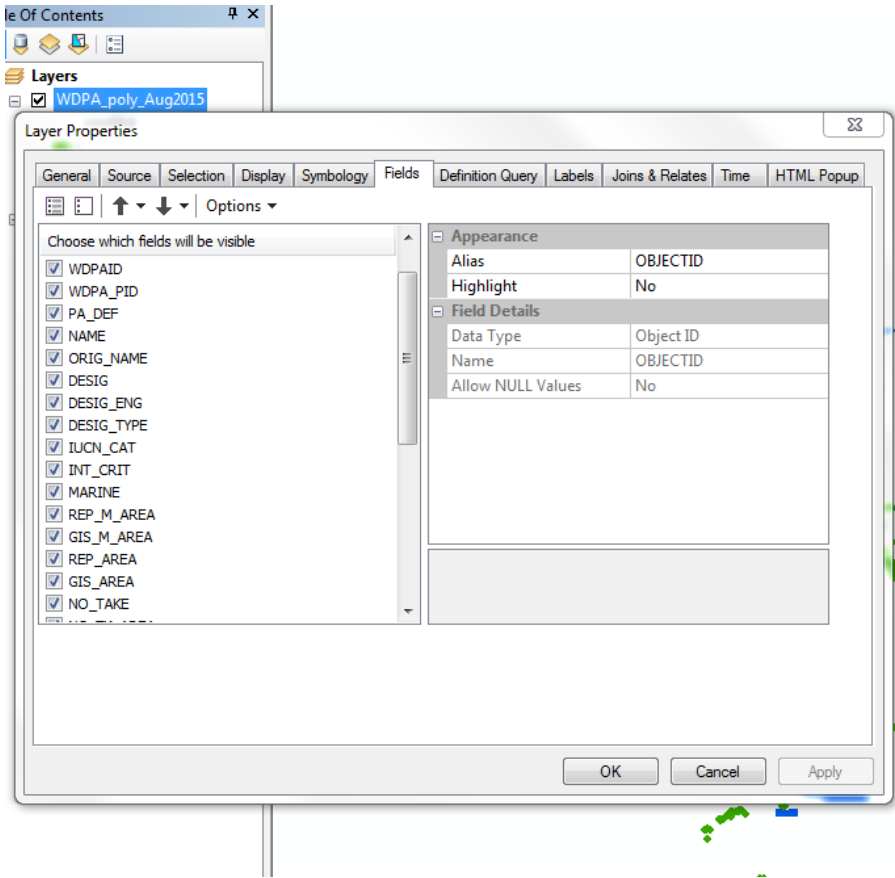 le Of Contents
Layers
WDPA_poly_Aug2015
Layer Properties
General Source Selection Display Symbology Fields Definition Query Labels Joins & Relates Time HTML Popup
Options
Choose which fields will be visible
WDPAID
WDPA_PID
PA_DEF
NAME
ORIG_NAME
DESIG
DESIG_ENG
DESIG_TYPE
IUCN_CAT
INT_CRIT
MARINE
REP_M_AREA
GIS_M_AREA
REP_AREA
GIS_AREA
NO_TAKE
Appearance
Alias OBJECTID
Highlight No
Field Details
Data Type Object ID
Name OBJECTID
Allow NULL Values No
OK Cancel Apply